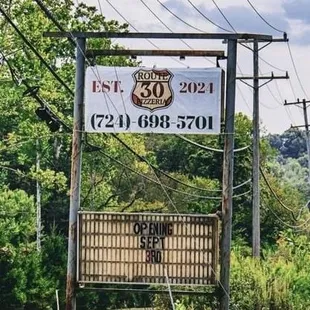 ROUTE
EST. 30 2024
PIZZERIA
(724)-698-5701
OPENING
SEPT
3RD